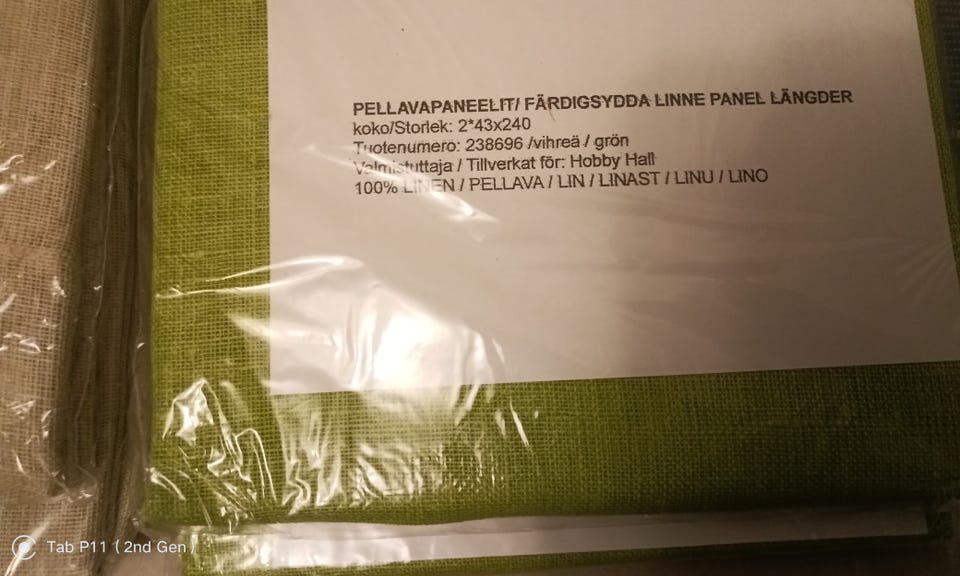 PELLAVAPANEELIT/ FÄRDIGSYDDA LINNE PANEL LÄNGDER
koko/Storlek: 2*43x240
Tuotenumero: 238696 /vihreä / grön
Valmistuttaja / Tillverkat för: Hobby Hall
100% LINEN / PELLAVA / LIN / LINAST / LINU / LINO
Tab P11 (2nd Gen)